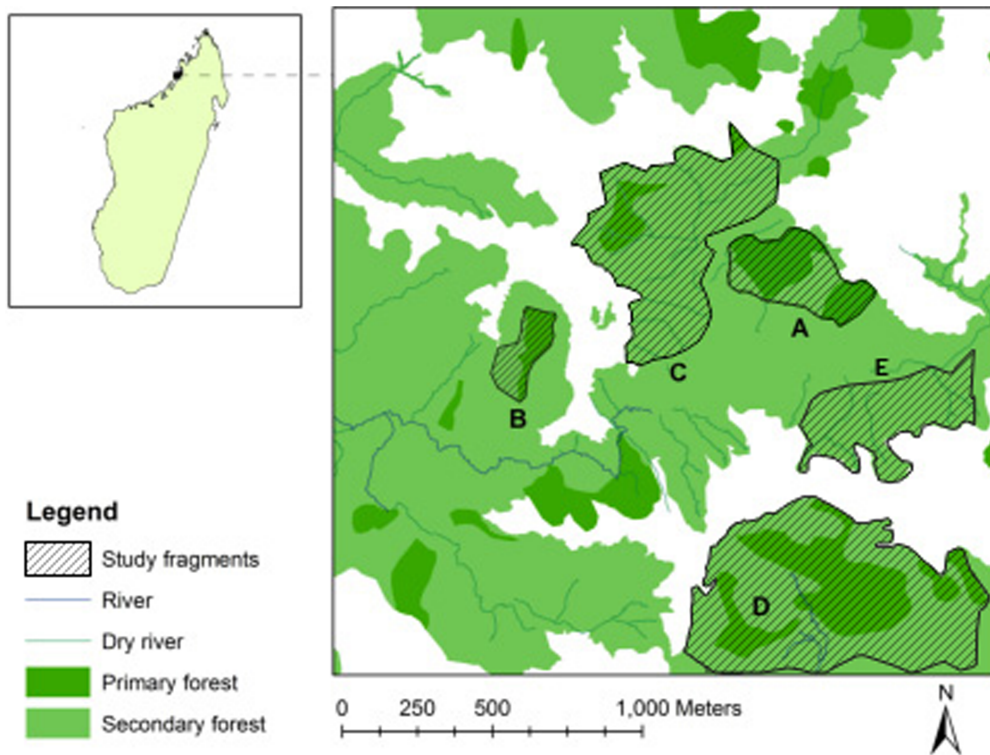 A
B
C
D
E
Legend
Study fragments
River
Dry river
Primary forest
Secondary forest
0 250 500 1,000 Meters
N